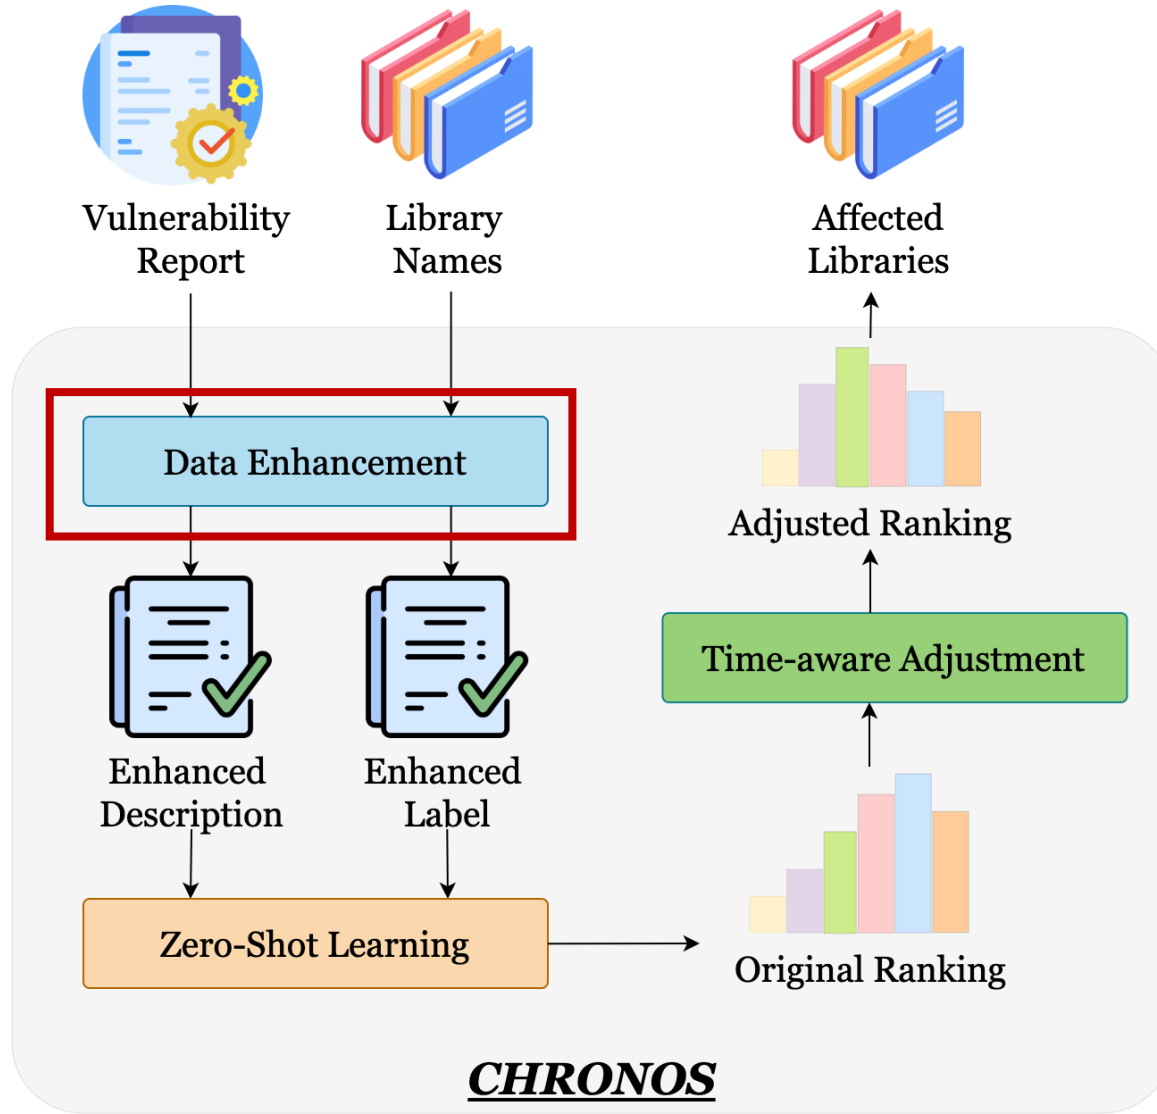 Vulnerability
Report
Library
Names
Affected
Libraries
Data Enhancement
Enhanced
Description
Enhanced
Label
Zero-Shot Learning
Original Ranking
Time-aware Adjustment
Adjusted Ranking
CHRONOS